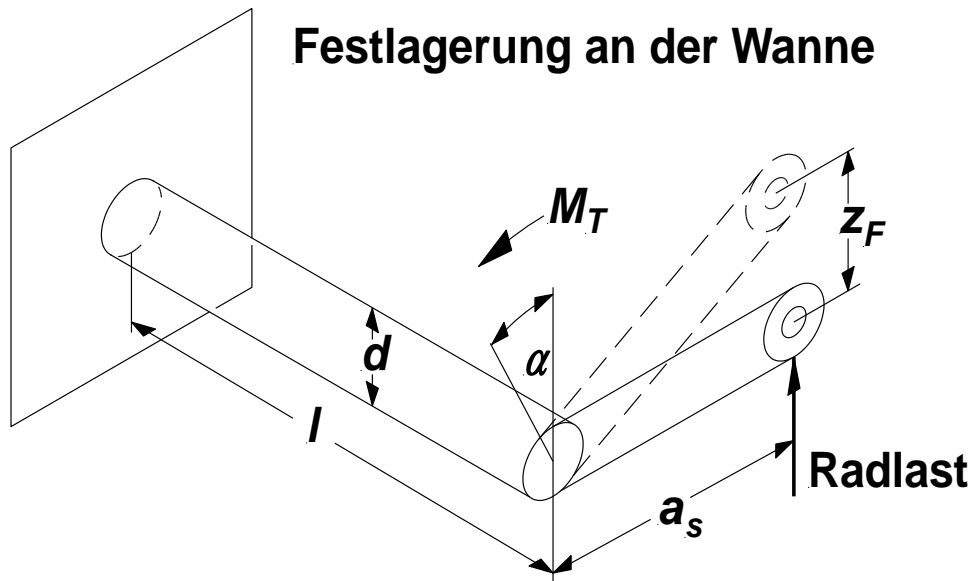 Festlagerung an der Wanne
M_T
z_F
d
α
l
Radlast
a_s